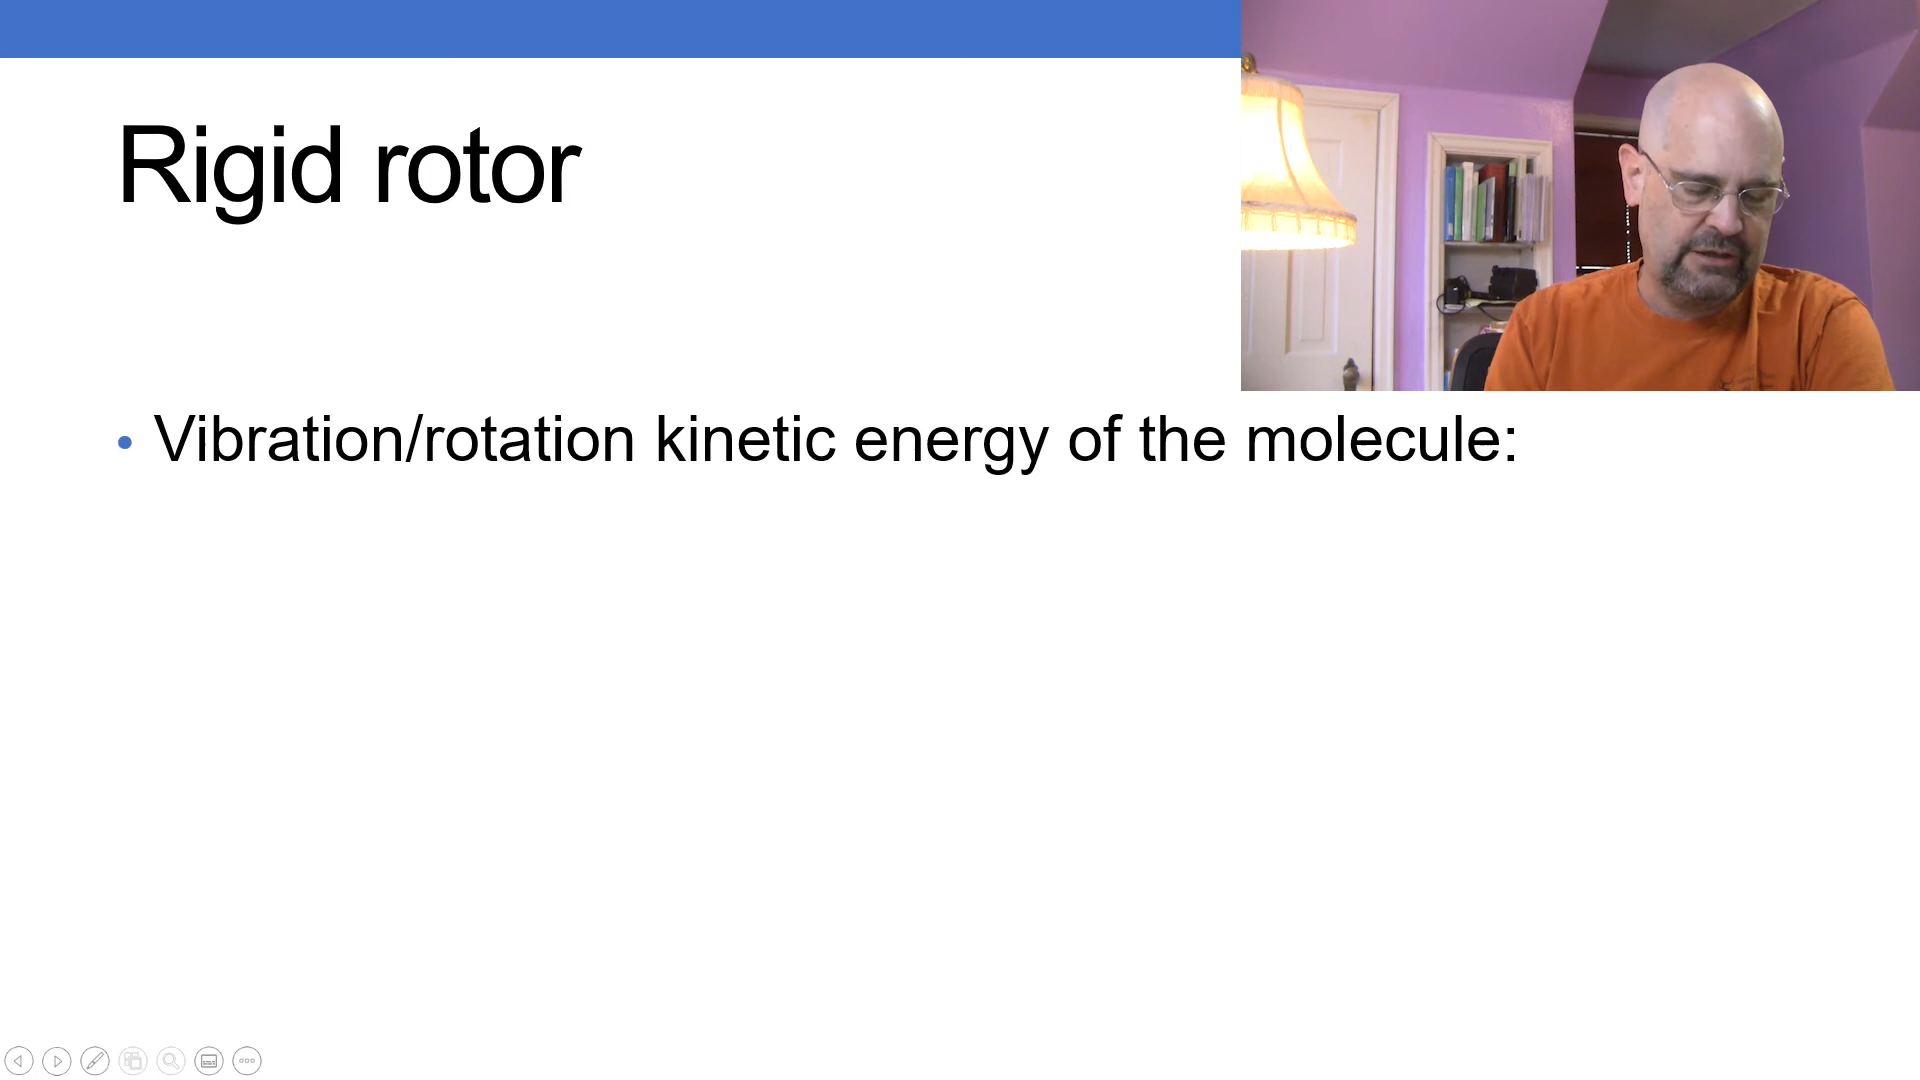 Rigid rotor
• Vibration/rotation kinetic energy of the molecule: